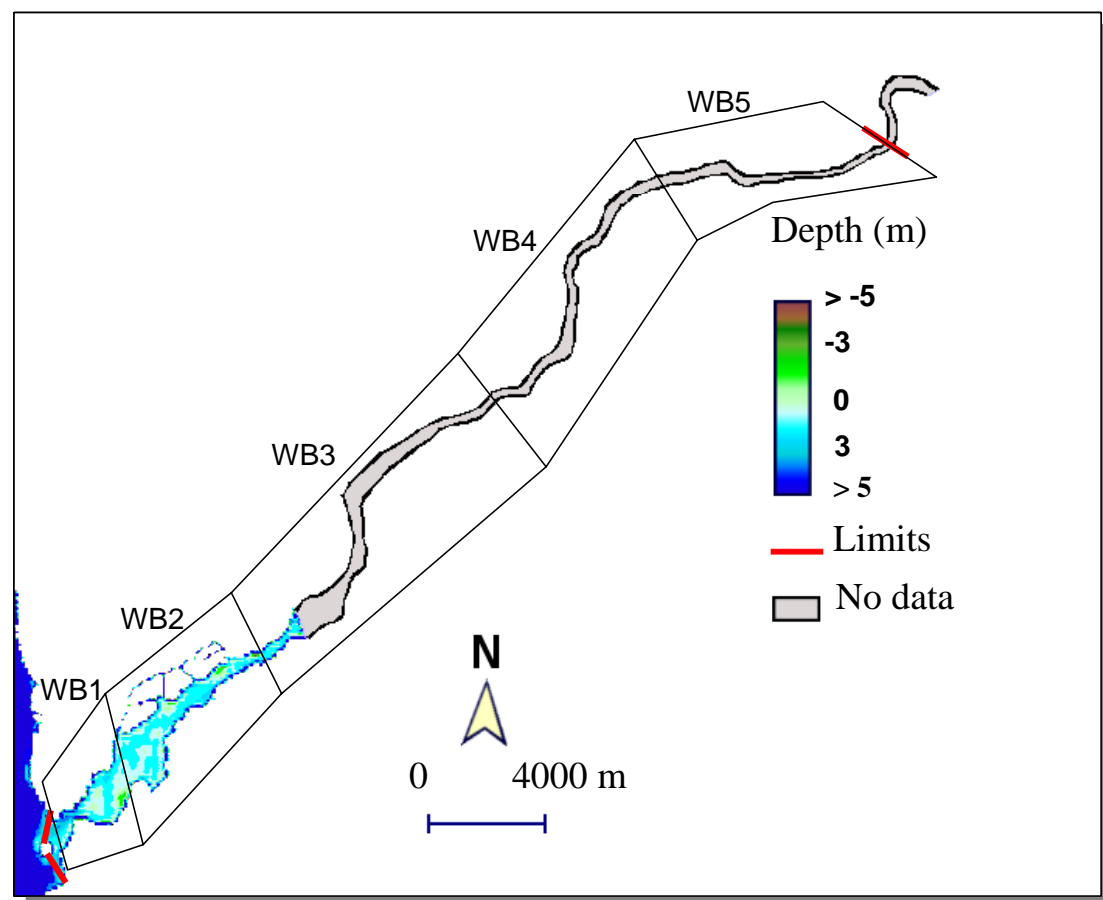 WB5
WB4
Depth (m)
> -5
-3
0
3
> 5
WB3
Limits
No data
WB2
N
WB1
0 4000 m